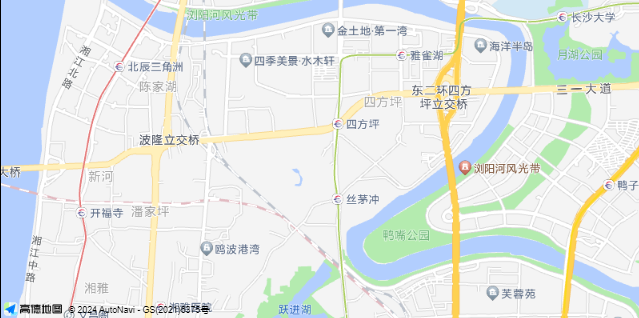 浏阳河风光带
金土地·第一湾
长沙大学
湘江北路
北辰三角洲
四季美景·水木轩
雅雀湖
海洋半岛
月湖公园
陈家湖
四方坪
东二环四方
坪立交桥
三一大道
波隆立交桥
四方坪
大桥
新河
浏阳河风光带
鸭子
开福寺
潘家坪
丝茅冲
鸥波港湾
鸭嘴公园
湘江中路
湘雅
跃进湖
芙蓉苑
高德地图 © 2024 AutoNavi - GS(2021)6375号